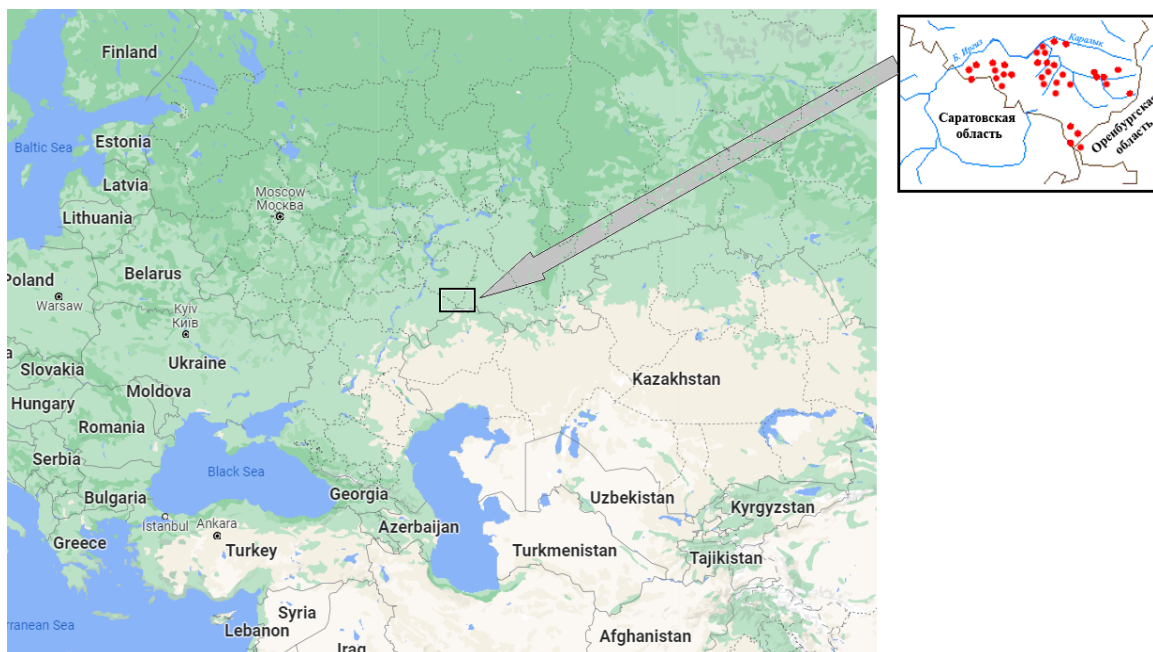 Finland
Estonia
Baltic Sea
Latvia
Moscow
Москва
Lithuania
Belarus
Poland
Warsaw
Kyiv
Київ
Ukraine
Slovakia
Kazakhstan
Moldova
Hungary
Romania
Serbia
Black Sea
Georgia
Bulgaria
Uzbekistan
Kyrgyzstan
Istanbul
Ankara
Azerbaijan
Greece
Turkey
Turkmenistan
Tajikistan
Syria
Lebanon
Afghanistan
Iraq
Б. Иргиз
Каралык
Саратовская
область
Оренбургская
область